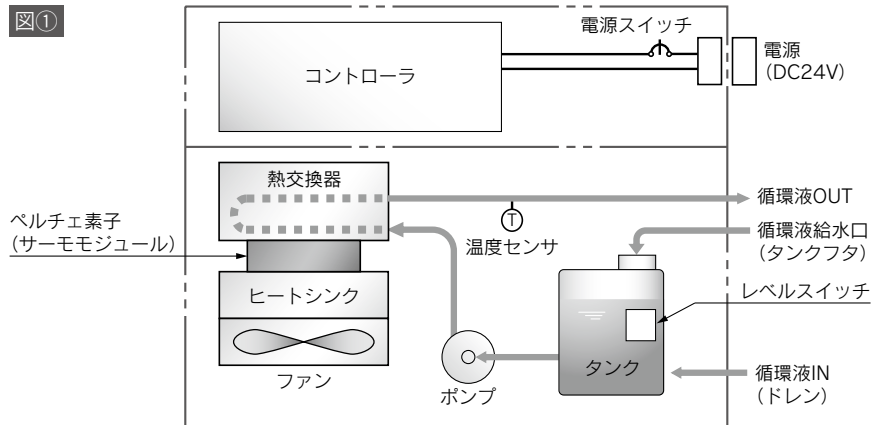 図①
電源スイッチ
電源
(DC24V)
コントローラ
熱交換器
循環液OUT
ペルチェ素子
(サーモモジュール)
T
温度センサ
循環液給水口
(タンクフタ)
レベルスイッチ
ヒートシンク
タンク
循環液IN
(ドレン)
ファン
ポンプ